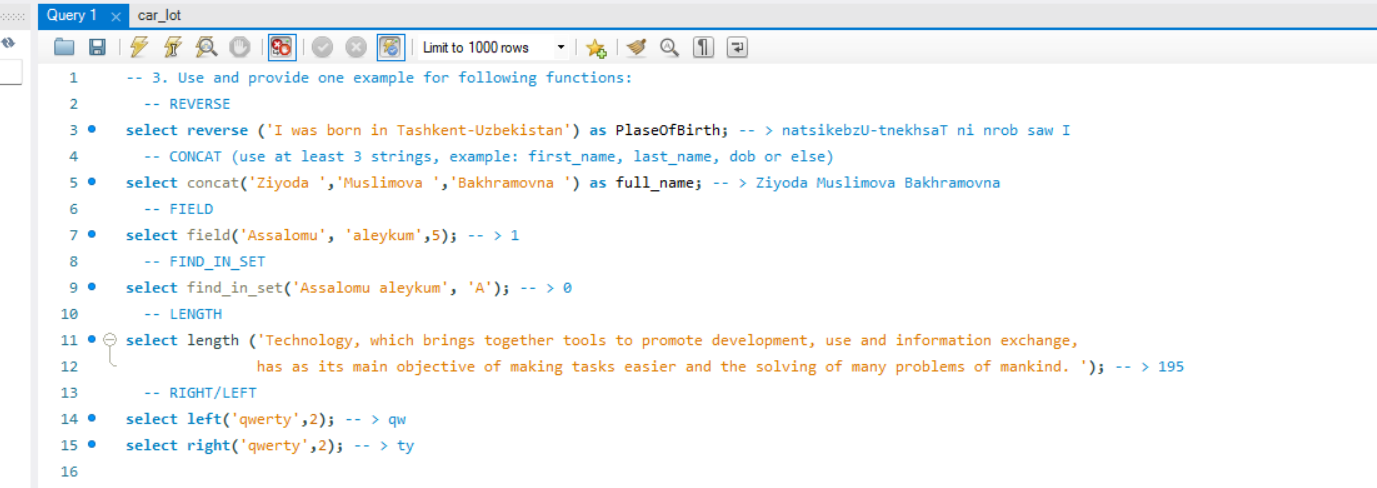 Query 1 × car_lot
Limit to 1000 rows
1 -- 3. Use and provide one example for following functions:
2 -- REVERSE
3 select reverse ('I was born in Tashkent-Uzbekistan') as PlaseOfBirth; -- > natsikebzU-tnekhsaT ni nrob saw I
4 -- CONCAT (use at least 3 strings, example: first_name, last_name, dob or else)
5 select concat('Ziyoda ','Muslimova ','Bakhramovna ') as full_name; -- > Ziyoda Muslimova Bakhramovna
6 -- FIELD
7 select field('Assalomu', 'aleykum',5); -- > 1
8 -- FIND_IN_SET
9 select find_in_set('Assalomu aleykum', 'A'); -- > 0
10 -- LENGTH
11 select length ('Technology, which brings together tools to promote development, use and information exchange,
12 has as its main objective of making tasks easier and the solving of many problems of mankind. '); -- > 195
13 -- RIGHT/LEFT
14 select left('qwerty',2); -- > qw
15 select right('qwerty',2); -- > ty
16